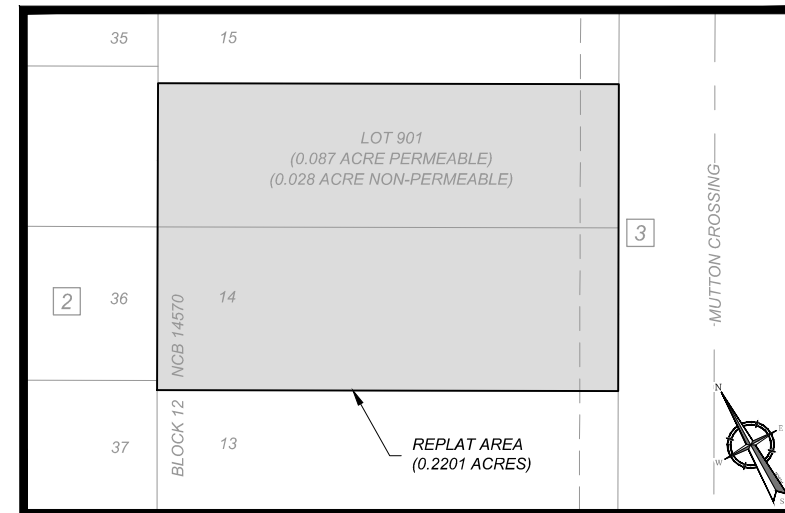 35
15
LOT 901
(0.087 ACRE PERMEABLE)
(0.028 ACRE NON-PERMEABLE)
3
MUTTON CROSSING
2
36
14
NCB 14570
BLOCK 12
37
13
REPLAT AREA
(0.2201 ACRES)
N
E
W
S